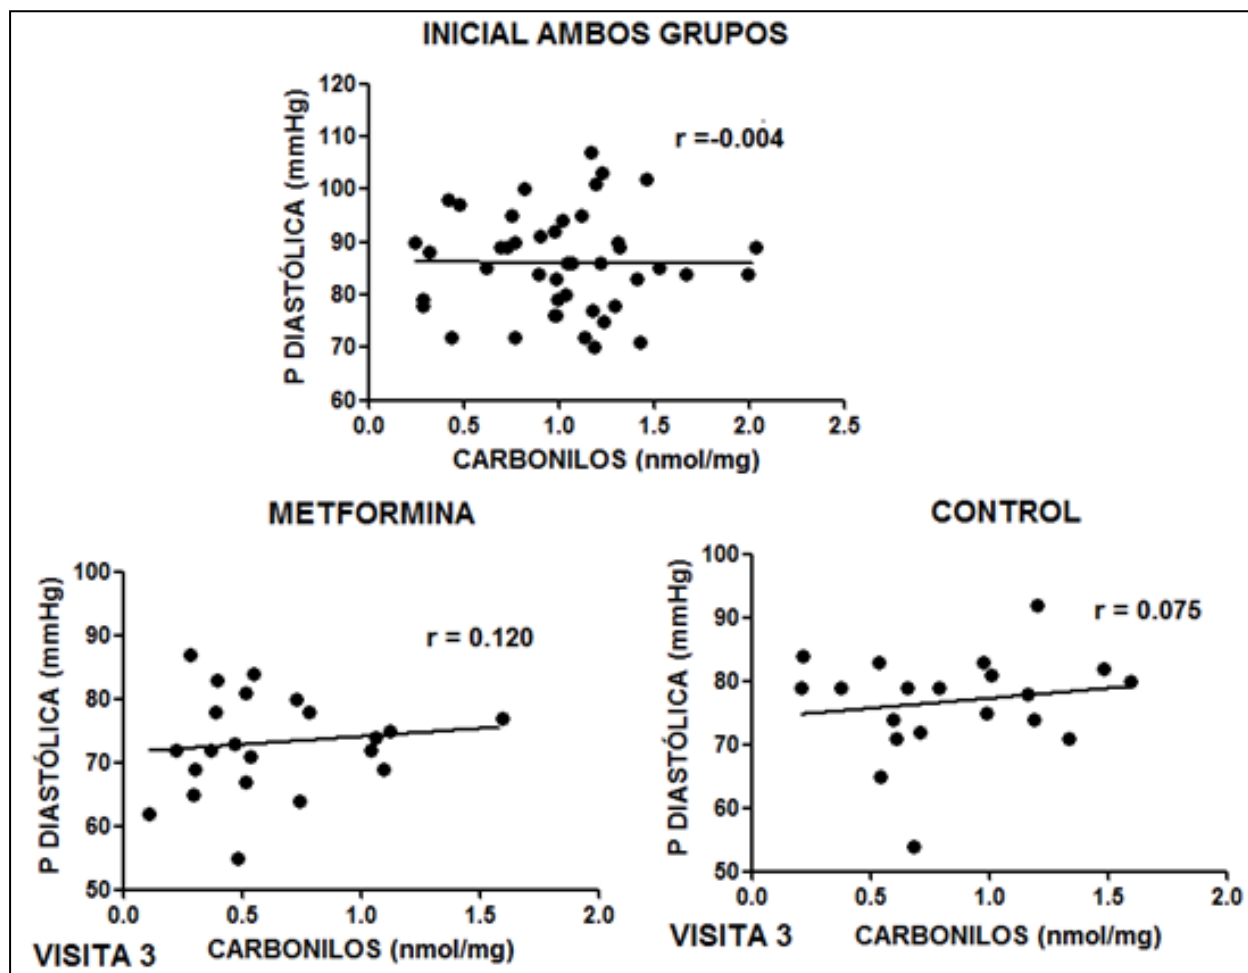 INICIAL AMBOS GRUPOS
P DIASTÓLICA (mmHg)
120
110
100
90
80
70
60
r =-0.004
0.0 0.5 1.0 1.5 2.0 2.5
CARBONILOS (nmol/mg)
METFORMINA
P DIASTÓLICA (mmHg)
100
90
80
70
60
50
r = 0.120
0.0 0.5 1.0 1.5 2.0
VISITA 3 CARBONILOS (nmol/mg)
CONTROL
P DIASTÓLICA (mmHg)
100
90
80
70
60
50
r = 0.075
0.0 0.5 1.0 1.5 2.0
VISITA 3 CARBONILOS (nmol/mg)